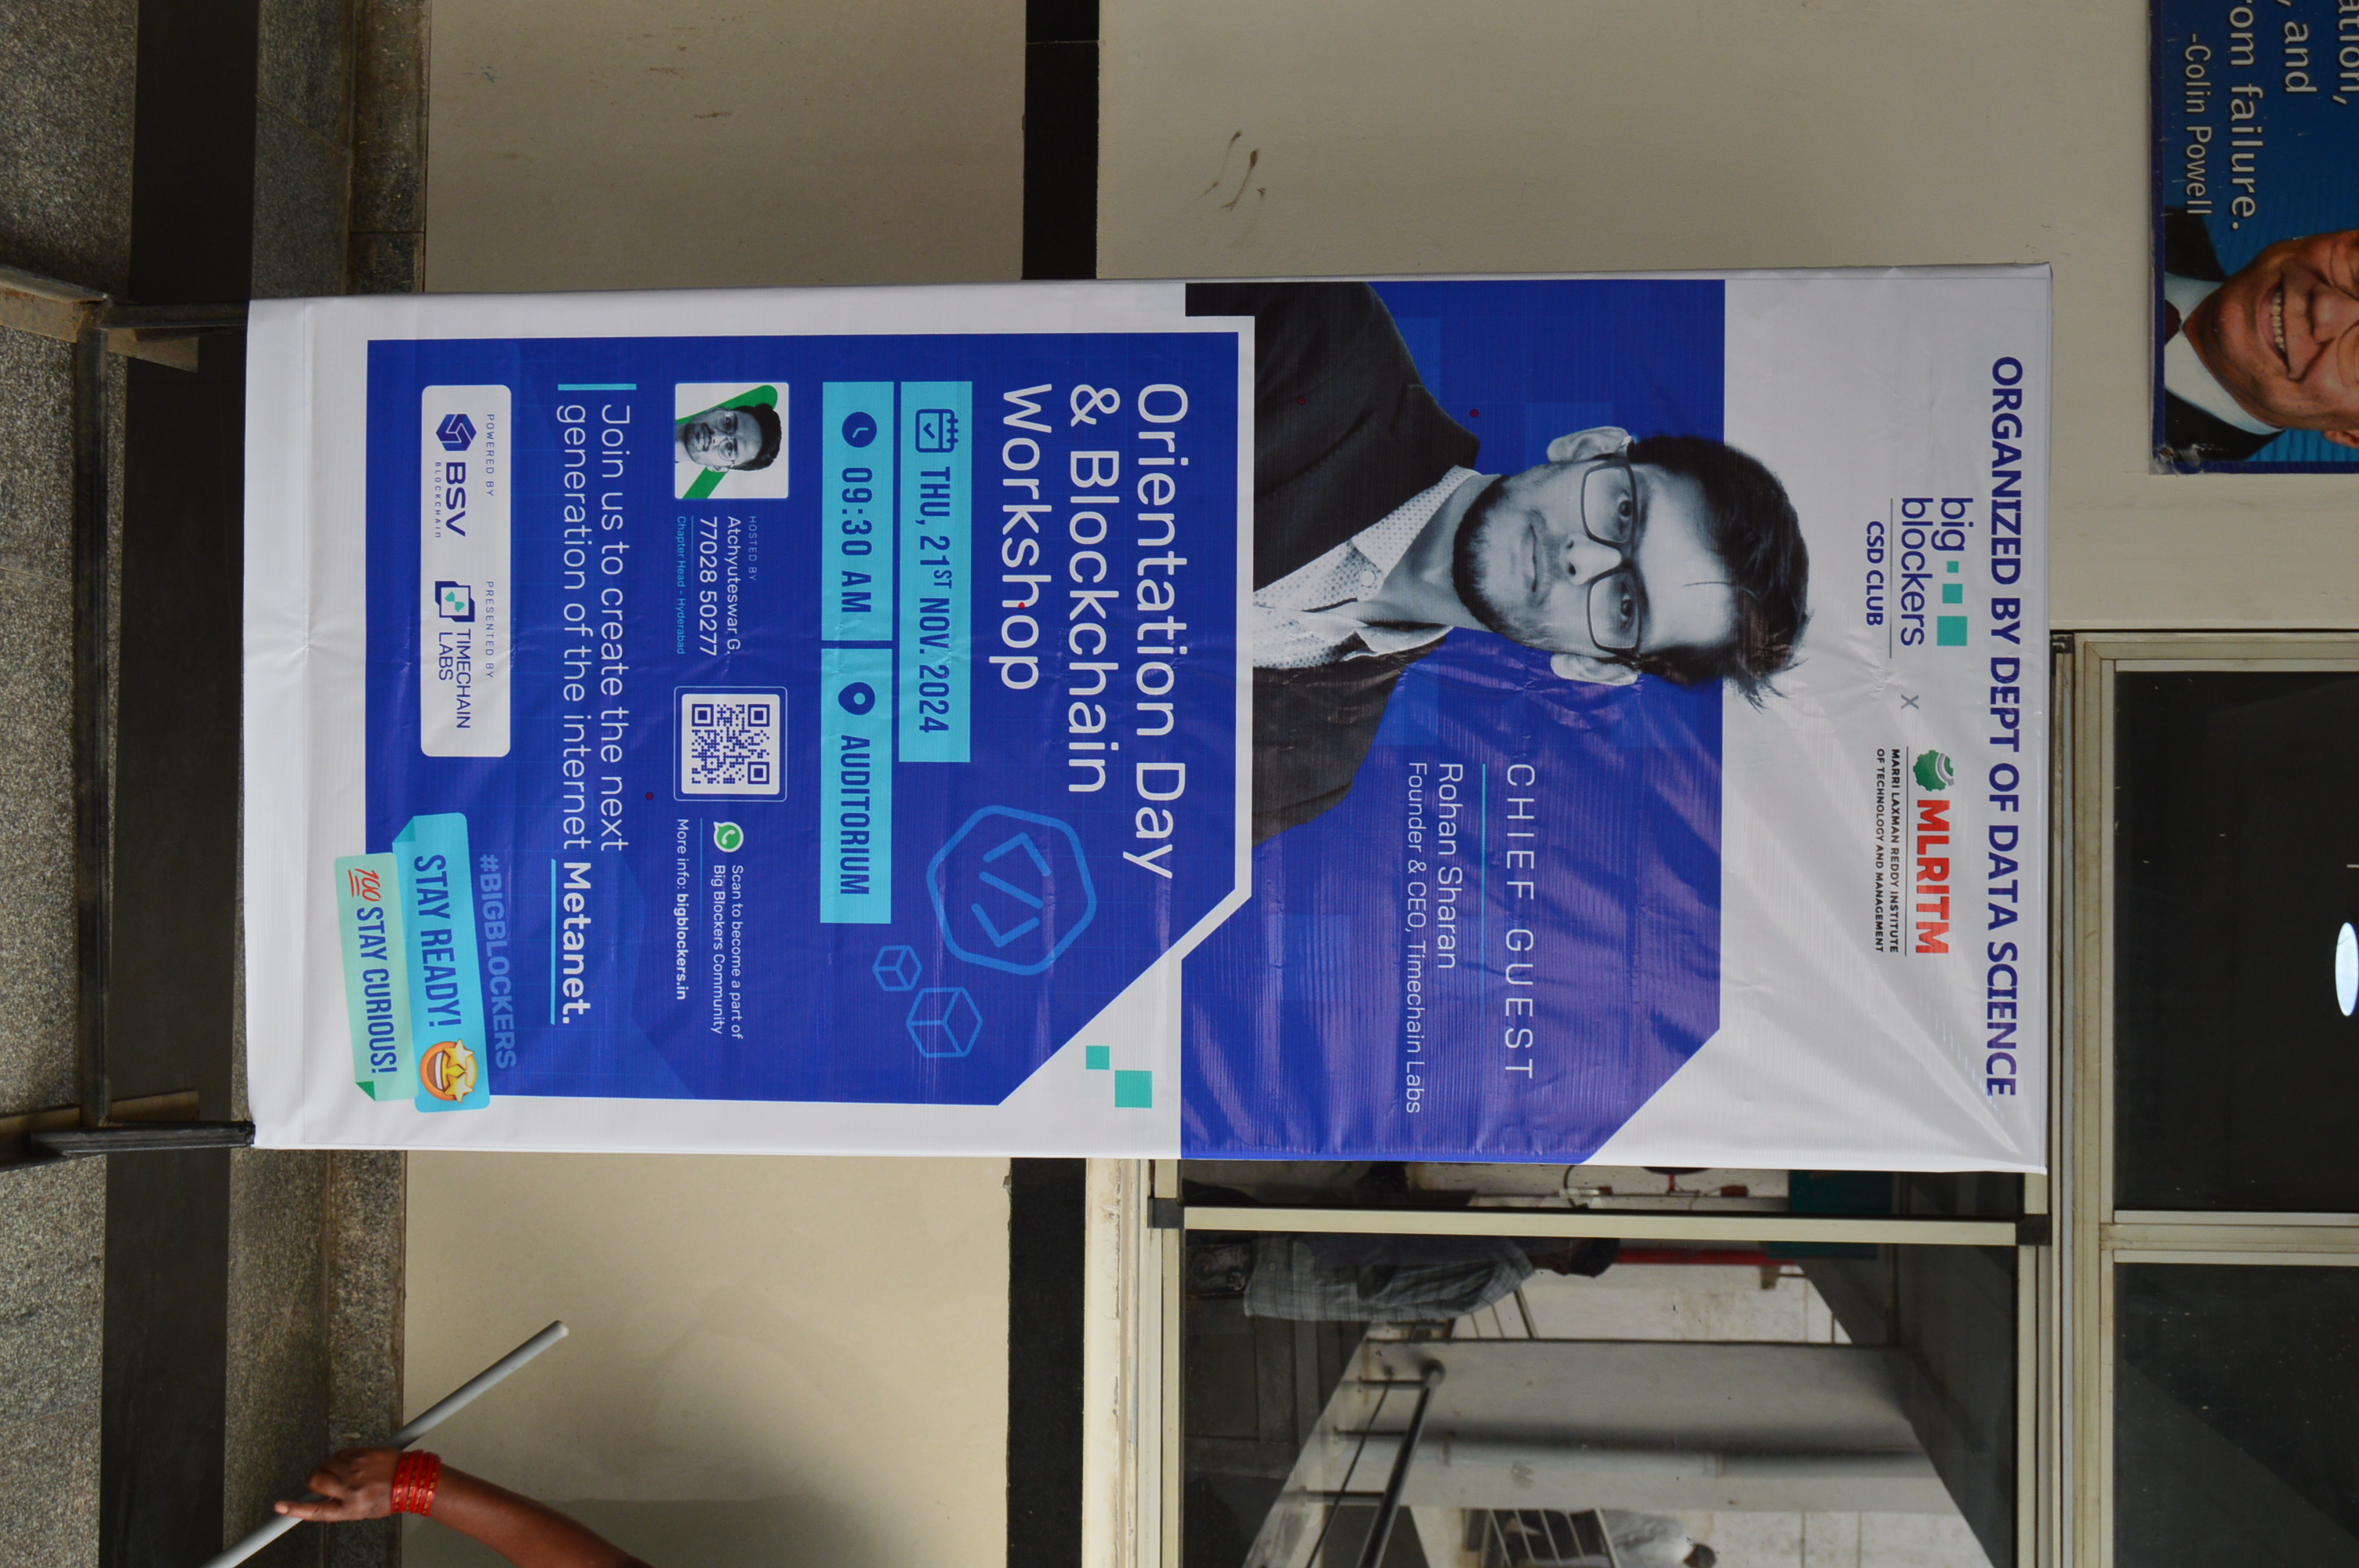 ation,
, and
rom failure.
-Colin Powell
ORGANIZED BY DEPT OF DATA SCIENCE
big
blockers
CSD CLUB
x
MLRITM
MARRI LAXMAN REDDY INSTITUTE
OF TECHNOLOGY AND MANAGEMENT
CHIEF GUEST
Rohan Sharan
Founder & CEO, Timechain Labs
Orientation Day
& Blockchain
Workshop
</>
THU, 21ST NOV. 2024
09:30 AM
AUDITORIUM
HOSTED BY
Atchyuteswar G.
77028 50277
Chapter Head - Hyderabad
Scan to become a part of
Big Blockers Community
More info: bigblockers.in
Join us to create the next
generation of the internet Metanet.
POWERED BY
BSV
BLOCKCHAIN
PRESENTED BY
TIMECHAIN
LABS
#BIGBLOCKERS
STAY READY! 🤩
💯 STAY CURIOUS!